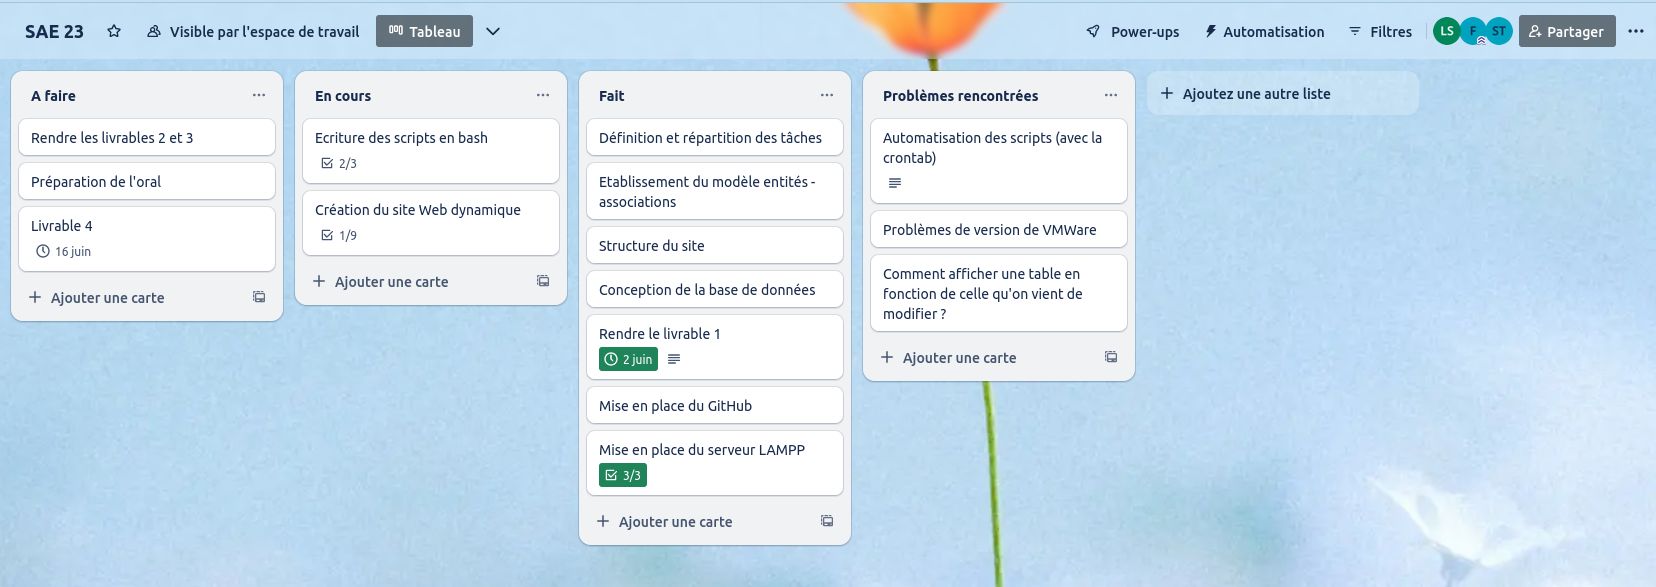 SAE 23
Visible par l'espace de travail
Tableau
Power-ups
Automatisation
Filtres
LS
F
ST
Partager
A faire
Rendre les livrables 2 et 3
Préparation de l'oral
Livrable 4
16 juin
Ajouter une carte
En cours
Ecriture des scripts en bash
2/3
Création du site Web dynamique
1/9
Ajouter une carte
Fait
Définition et répartition des tâches
Etablissement du modèle entités -
associations
Structure du site
Conception de la base de données
Rendre le livrable 1
2 juin
Mise en place du GitHub
Mise en place du serveur LAMPP
3/3
Ajouter une carte
Problèmes rencontrées
Automatisation des scripts (avec la
crontab)
Problèmes de version de VMWare
Comment afficher une table en
fonction de celle qu'on vient de
modifier ?
Ajouter une carte
Ajoutez une autre liste